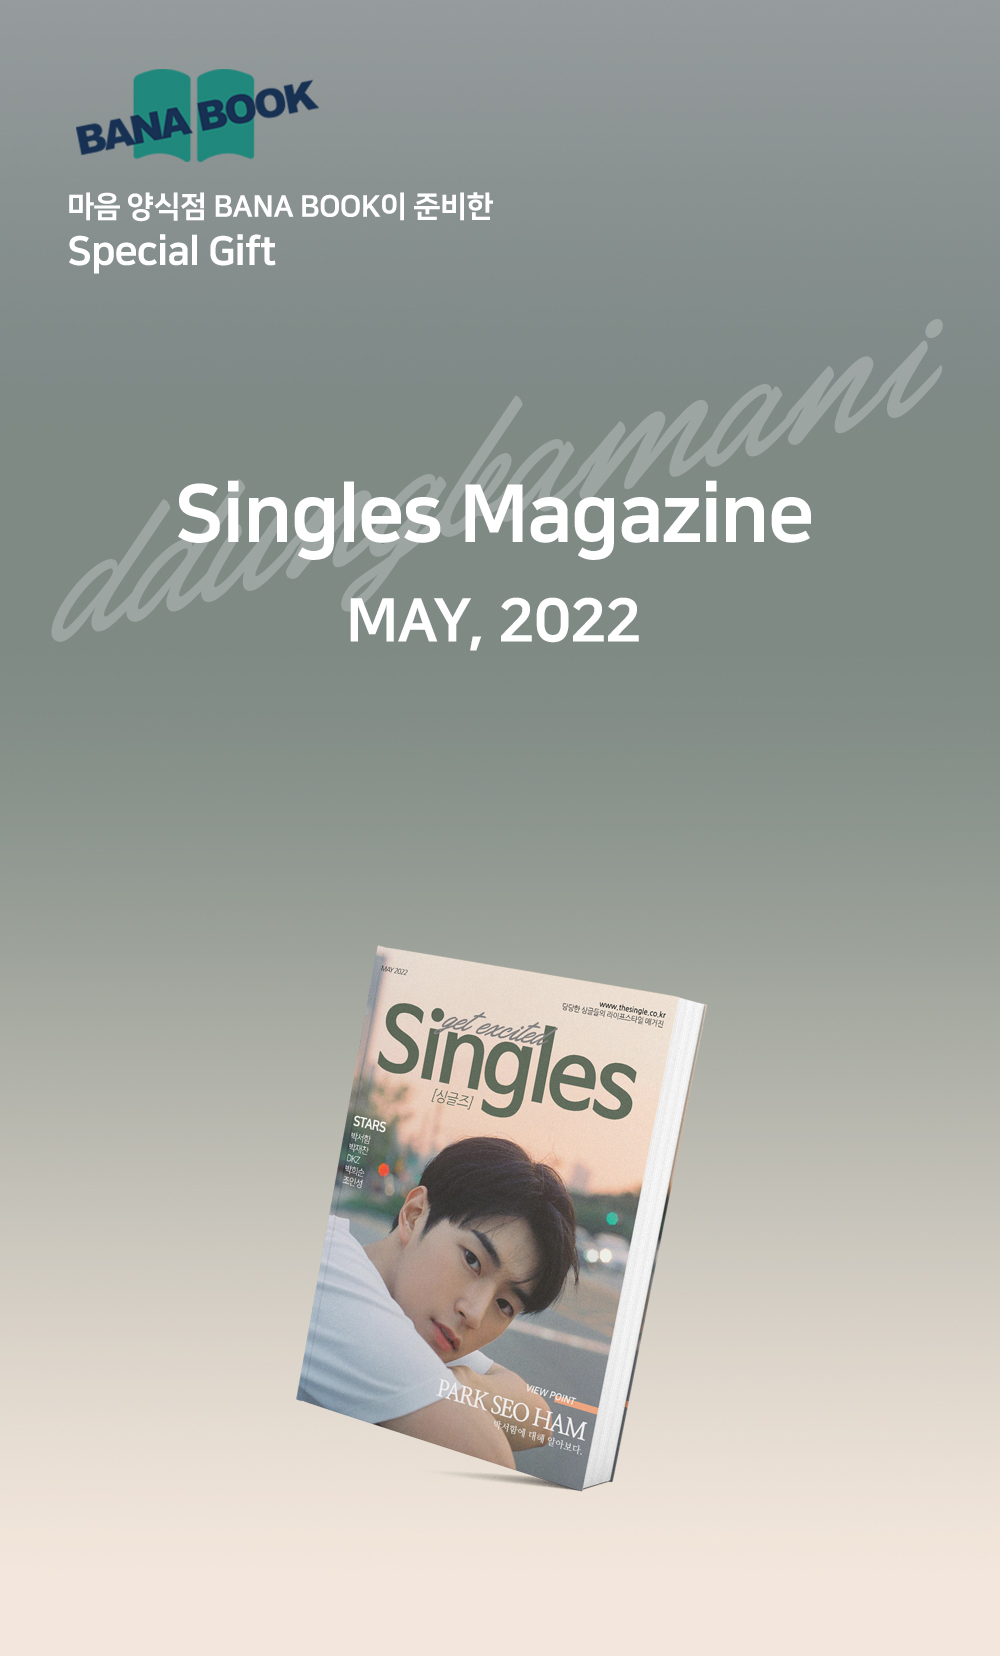 BANA BOOK
마음 양식점 BANA BOOK이 준비한
Special Gift
daungkamani
Singles Magazine
MAY, 2022
MAY 2022
www.thesingle.co.kr
당당한 싱글들의 라이프스타일 매거진
Singles
get excited
[싱글즈]
STARS
박서함
박재찬
DKZ
박희순
조인성
VIEW POINT
PARK SEO HAM
박서함에 대해 알아보다.